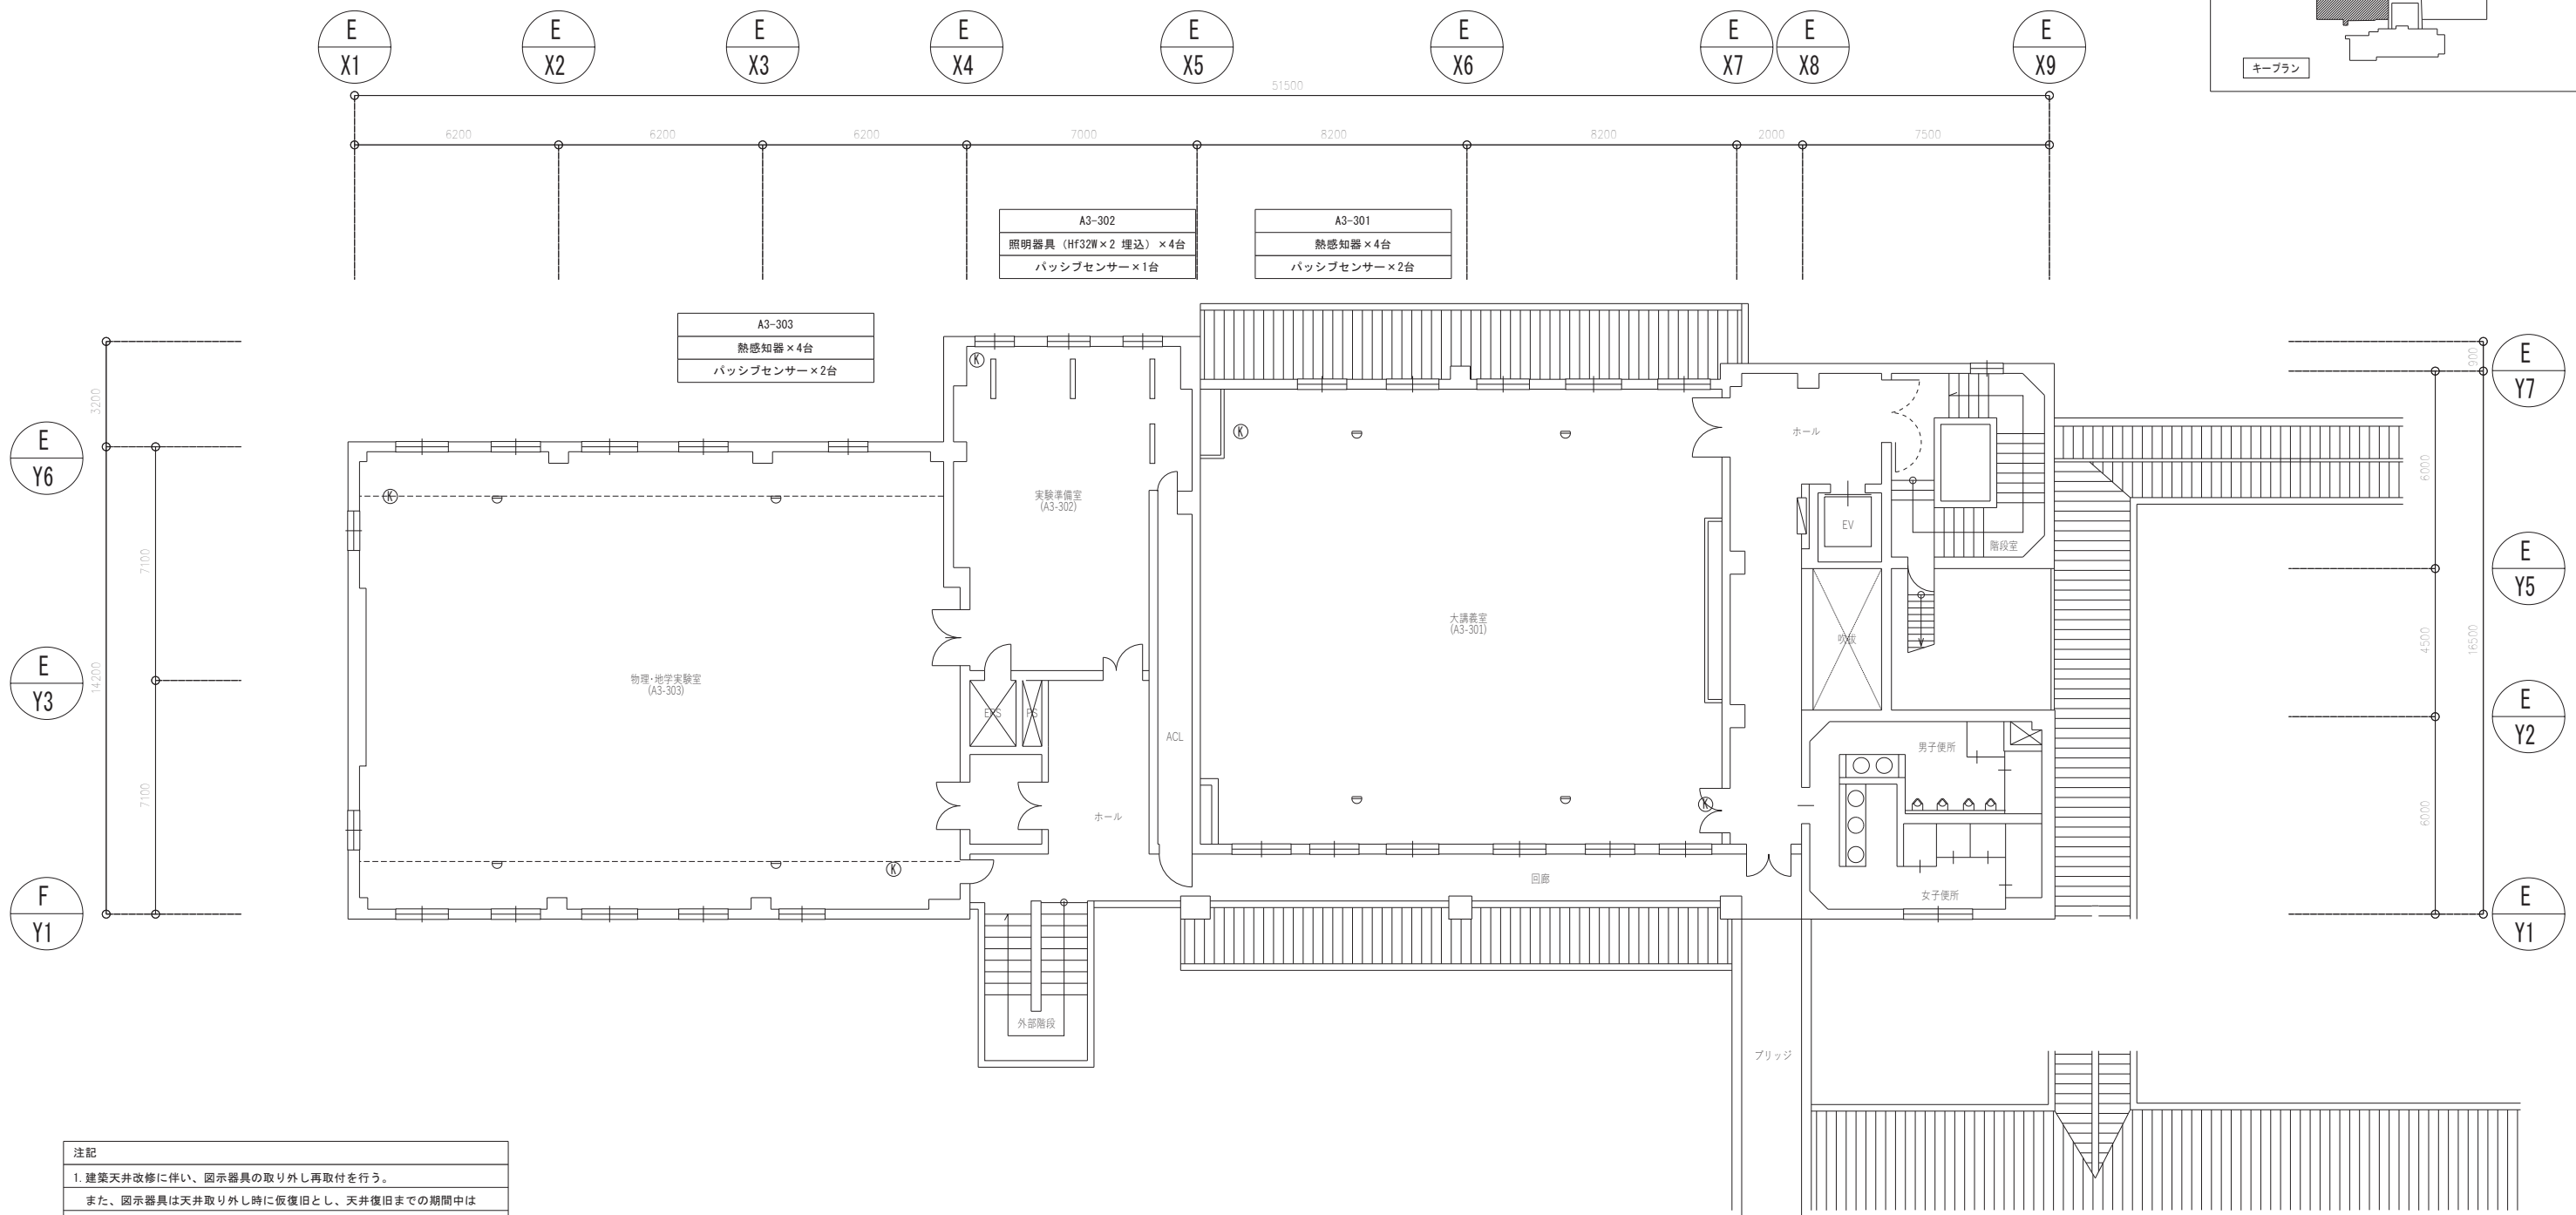 E E E E E E E E E
X1 X2 X3 X4 X5 X6 X7 X8 X9
キープラン
51500
6200 6200 6200 7000 8200 8200 2000 7500
A3-302
照明器具（Hf32W×2 埋込）×4台
パッシブセンサー×1台
A3-301
熱感知器×4台
パッシブセンサー×2台
A3-303
熱感知器×4台
パッシブセンサー×2台
E
Y6
E
Y3
F
Y1
3200
7100
14200
7100
E
Y7
E
Y5
E
Y2
E
Y1
900
6000
4500
16500
6000
K
K
K
K
K
ホール
実験準備室
(A3-302)
EV
階段室
大講義室
(A3-301)
吹抜
物理・地学実験室
(A3-303)
EPS
PS
ACL
男子便所
ホール
回廊
女子便所
外部階段
ブリッジ
注記
1. 建築天井改修に伴い、図示器具の取り外し再取付を行う。
また、図示器具は天井取り外し時に仮復旧とし、天井復旧までの期間中は